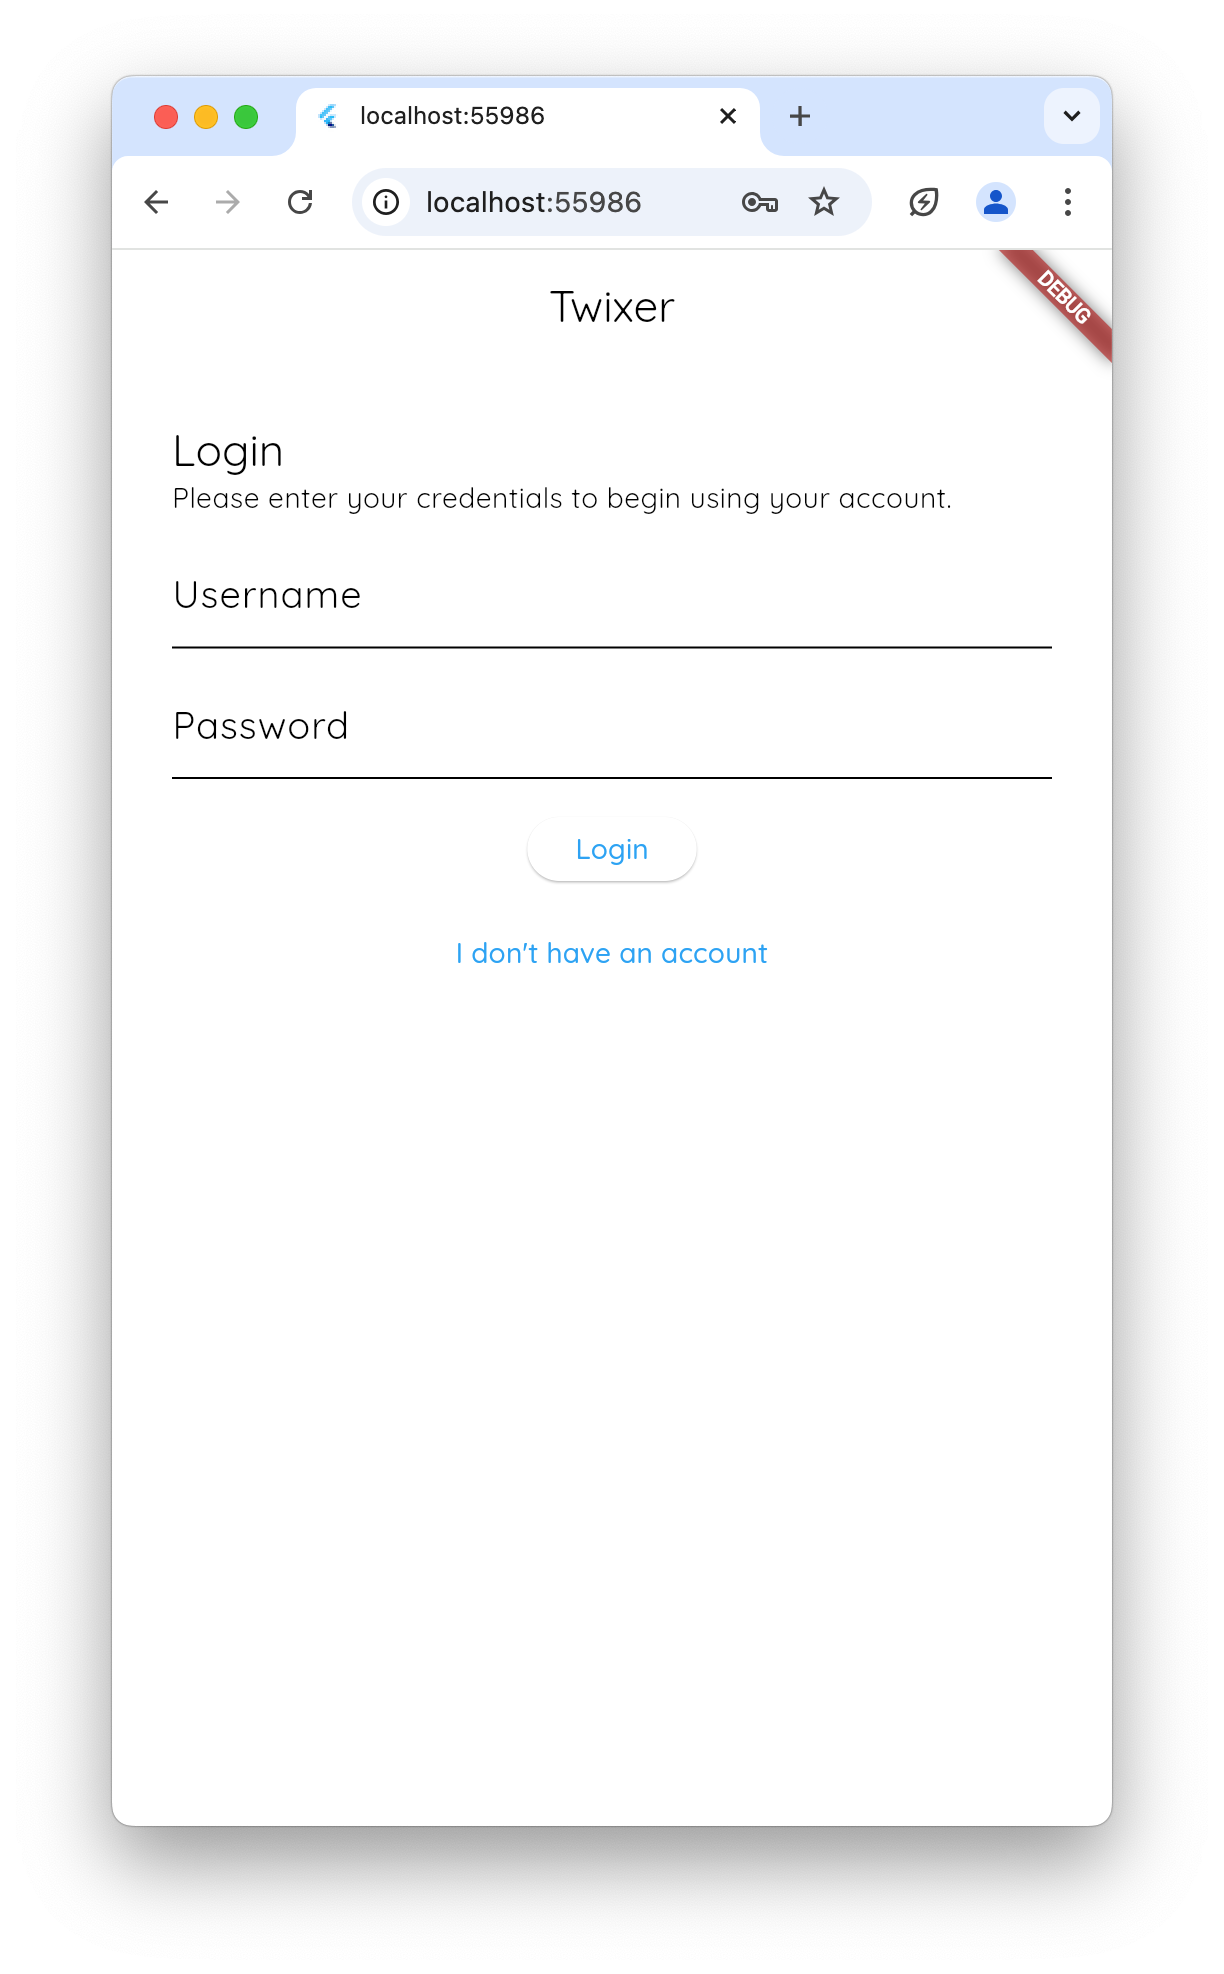 localhost:55986
localhost:55986
DEBUG
Twixer
Login
Please enter your credentials to begin using your account.
Username
Password
Login
I don't have an account